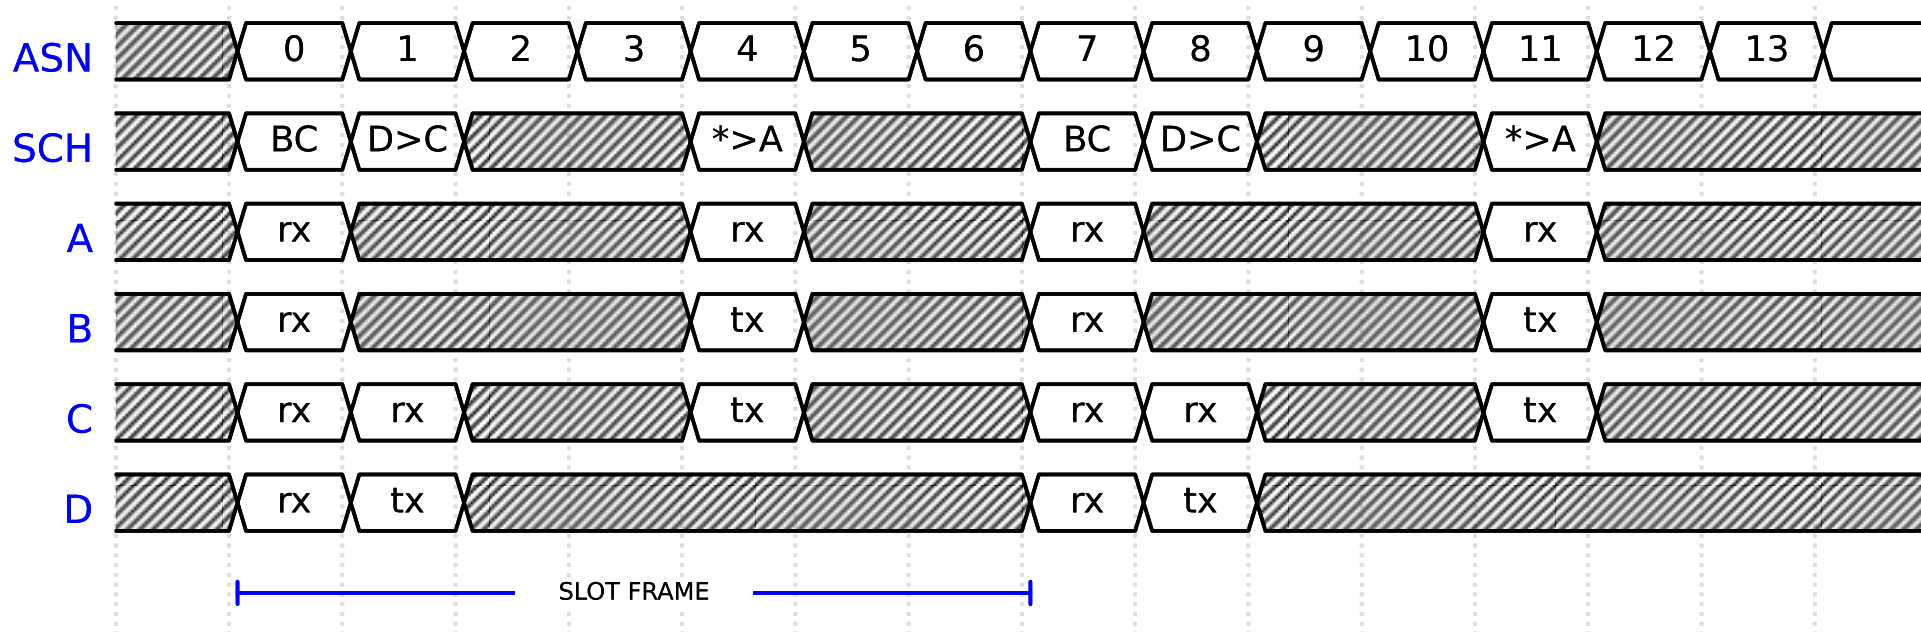 ASN 0 1 2 3 4 5 6 7 8 9 10 11 12 13
SCH BC D>C *>A BC D>C *>A
A rx rx rx rx
B rx tx rx tx
C rx rx tx rx rx tx
D rx tx rx tx
SLOT FRAME